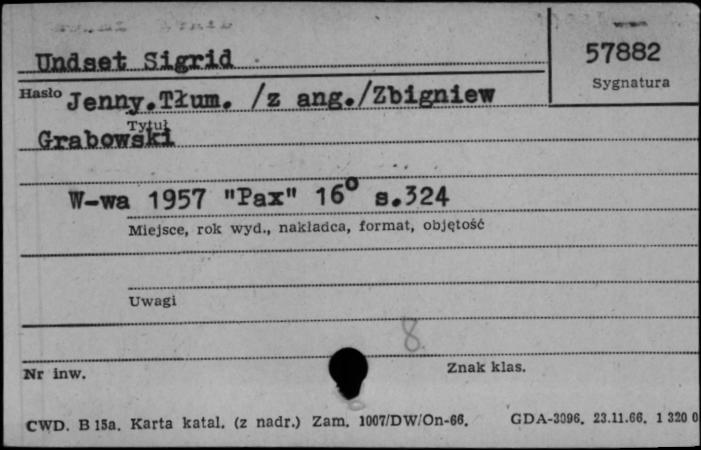 Undset Sigrid
57882
Sygnatura
Hasło Jenny.Tłum. /z ang./Zbigniew
Tytuł
Grabowski
W-wa 1957 "Pax" 16° s.324
Miejsce, rok wyd., nakładca, format, objętość
Uwagi
8
Nr inw.
Znak klas.
CWD. B 15a. Karta katal. (z nadr.) Zam. 1007/DW/On-66. GDA-3096. 23.11.66. 1 320 0